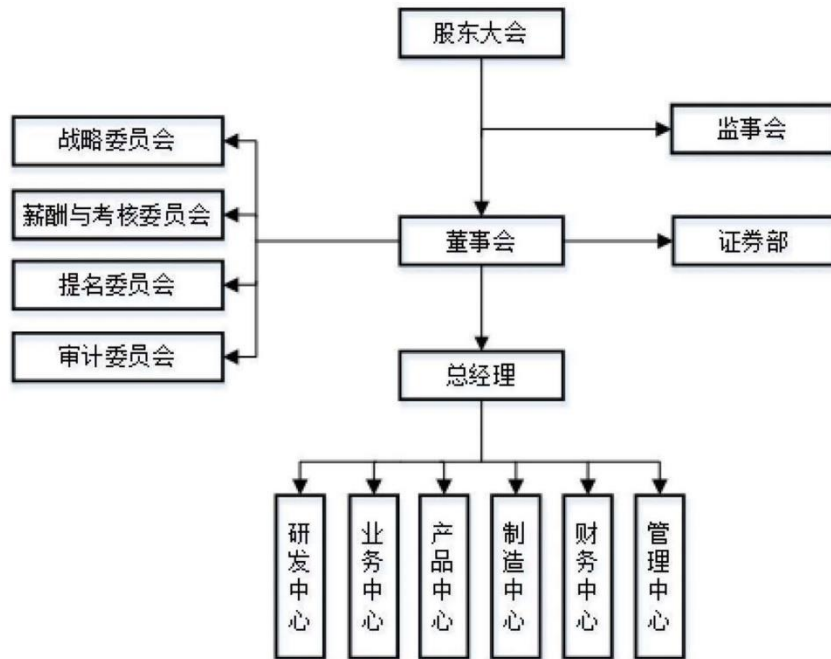 股东大会
监事会
战略委员会
薪酬与考核委员会
董事会
证券部
提名委员会
审计委员会
总经理
研发中心
业务中心
产品中心
制造中心
财务中心
管理中心